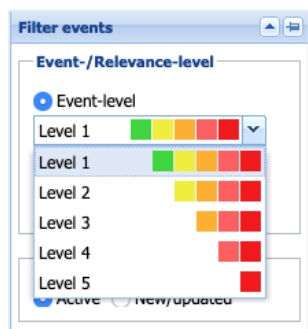 Filter events
Event-/Relevance-level
Event-level
Level 1
Level 1
Level 2
Level 3
Level 4
Level 5
Active New/updated